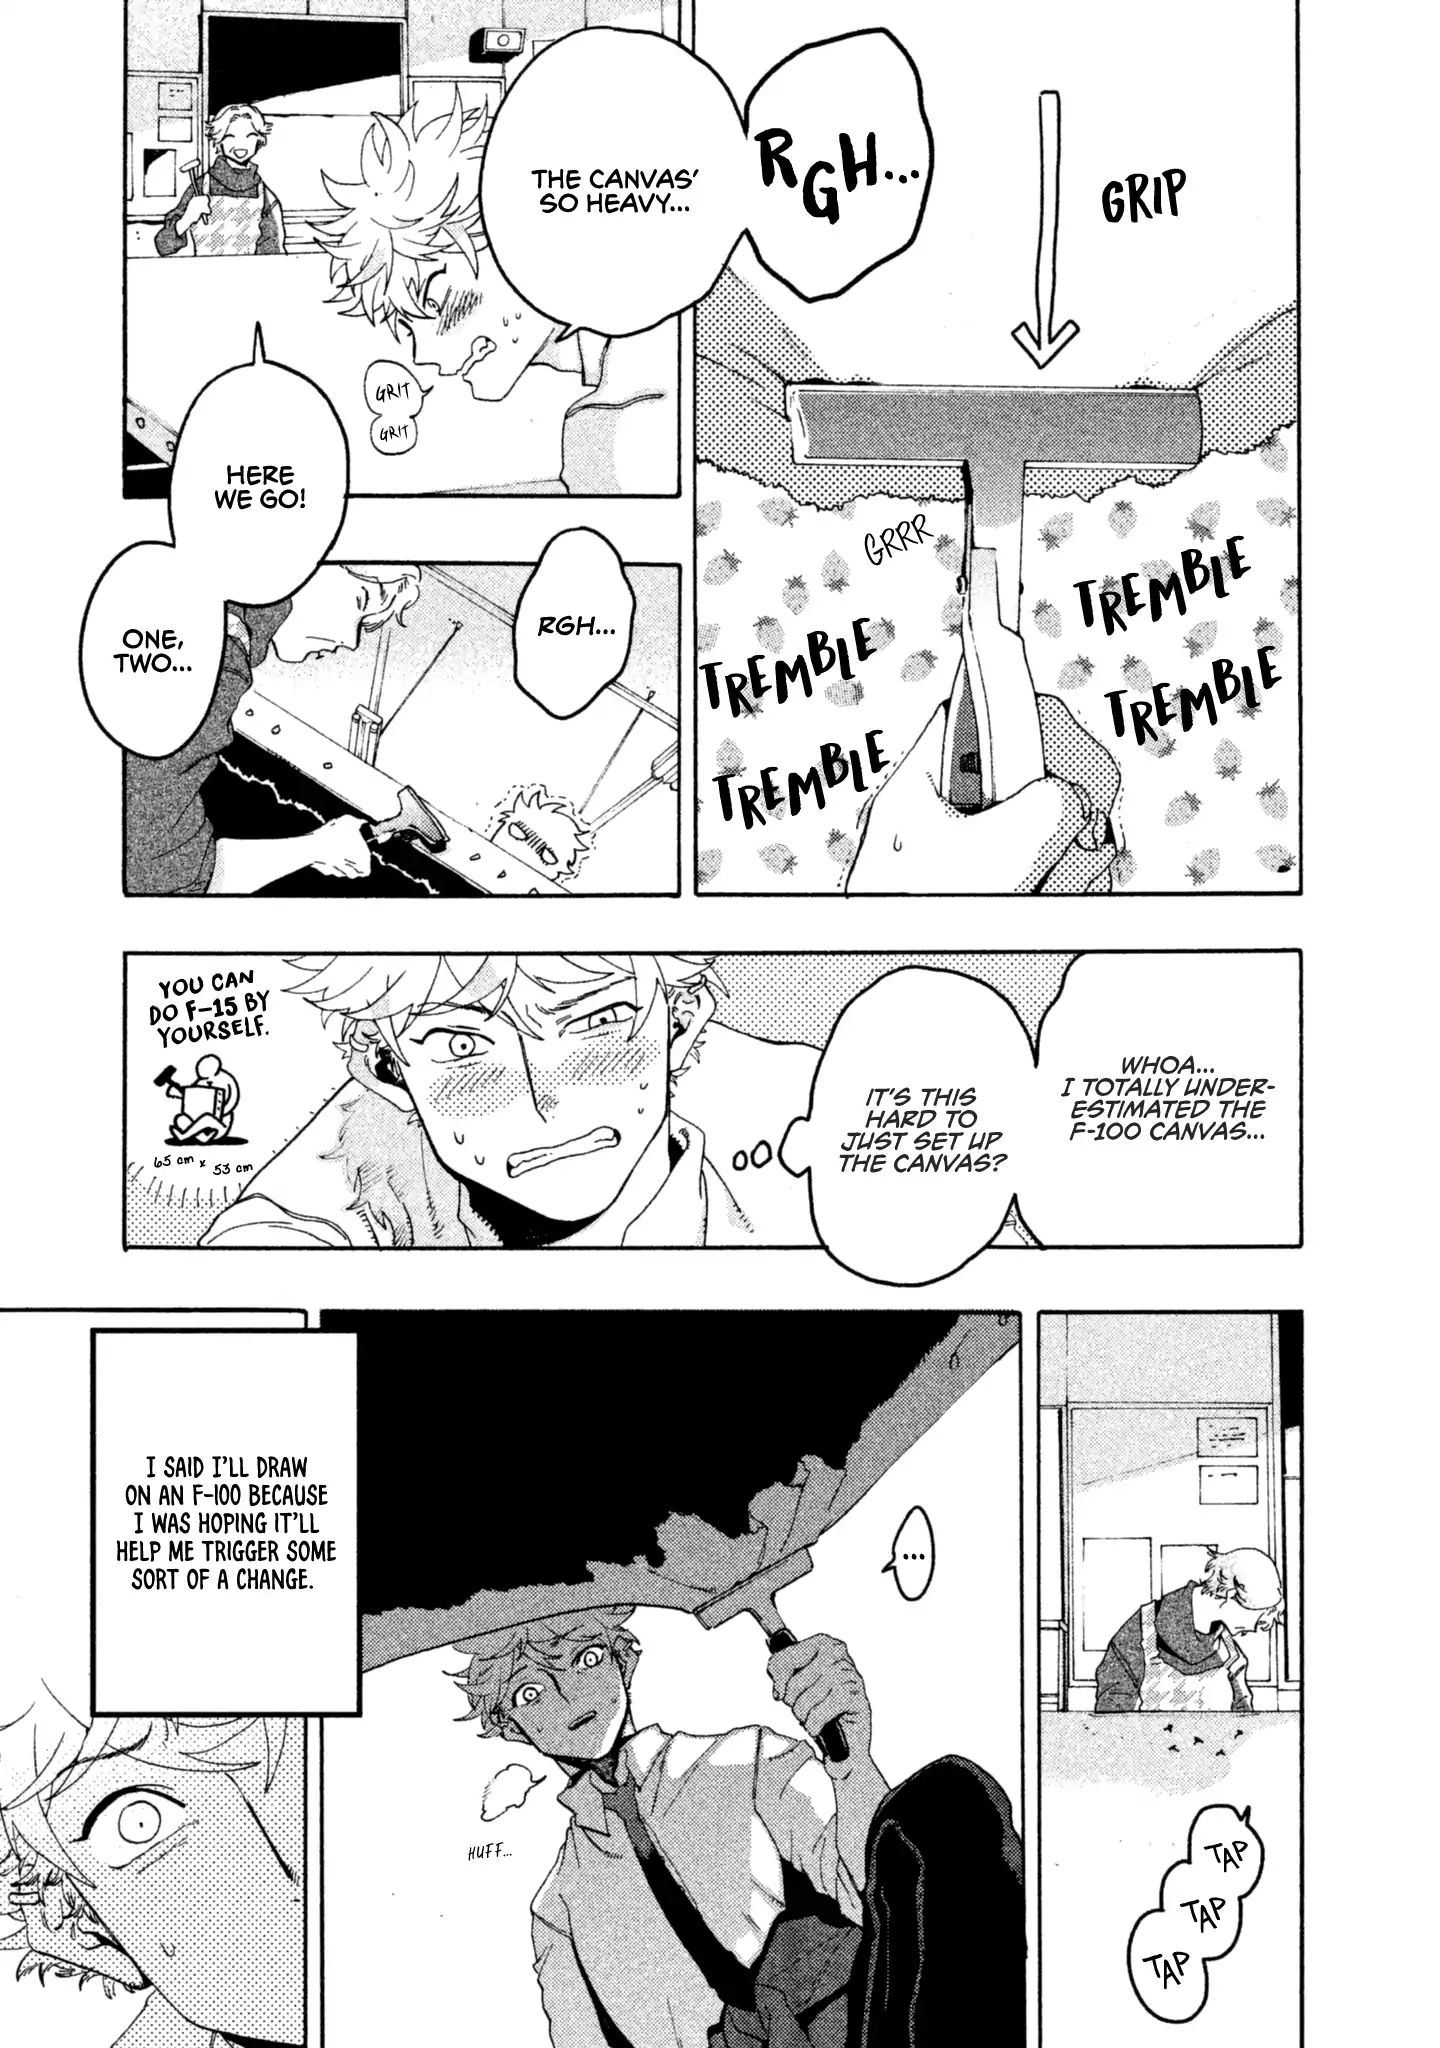 GRIP
RGH...
THE CANVAS'
SO HEAVY...
GRRR
TREMBLE
TREMBLE
TREMBLE
TREMBLE
GRIT
GRIT
HERE
WE GO!
ONE,
TWO...
RGH...
WHOA...
I TOTALLY UNDER-
ESTIMATED THE
F-100 CANVAS...
IT'S THIS
HARD TO
JUST SET UP
THE CANVAS?
YOU CAN
DO F-15 BY
YOURSELF.
65 cm x 53 cm
TAP
TAP
TAP
...
HUFF...
I SAID I'LL DRAW
ON AN F-100 BECAUSE
I WAS HOPING IT'LL
HELP ME TRIGGER SOME
SORT OF A CHANGE.